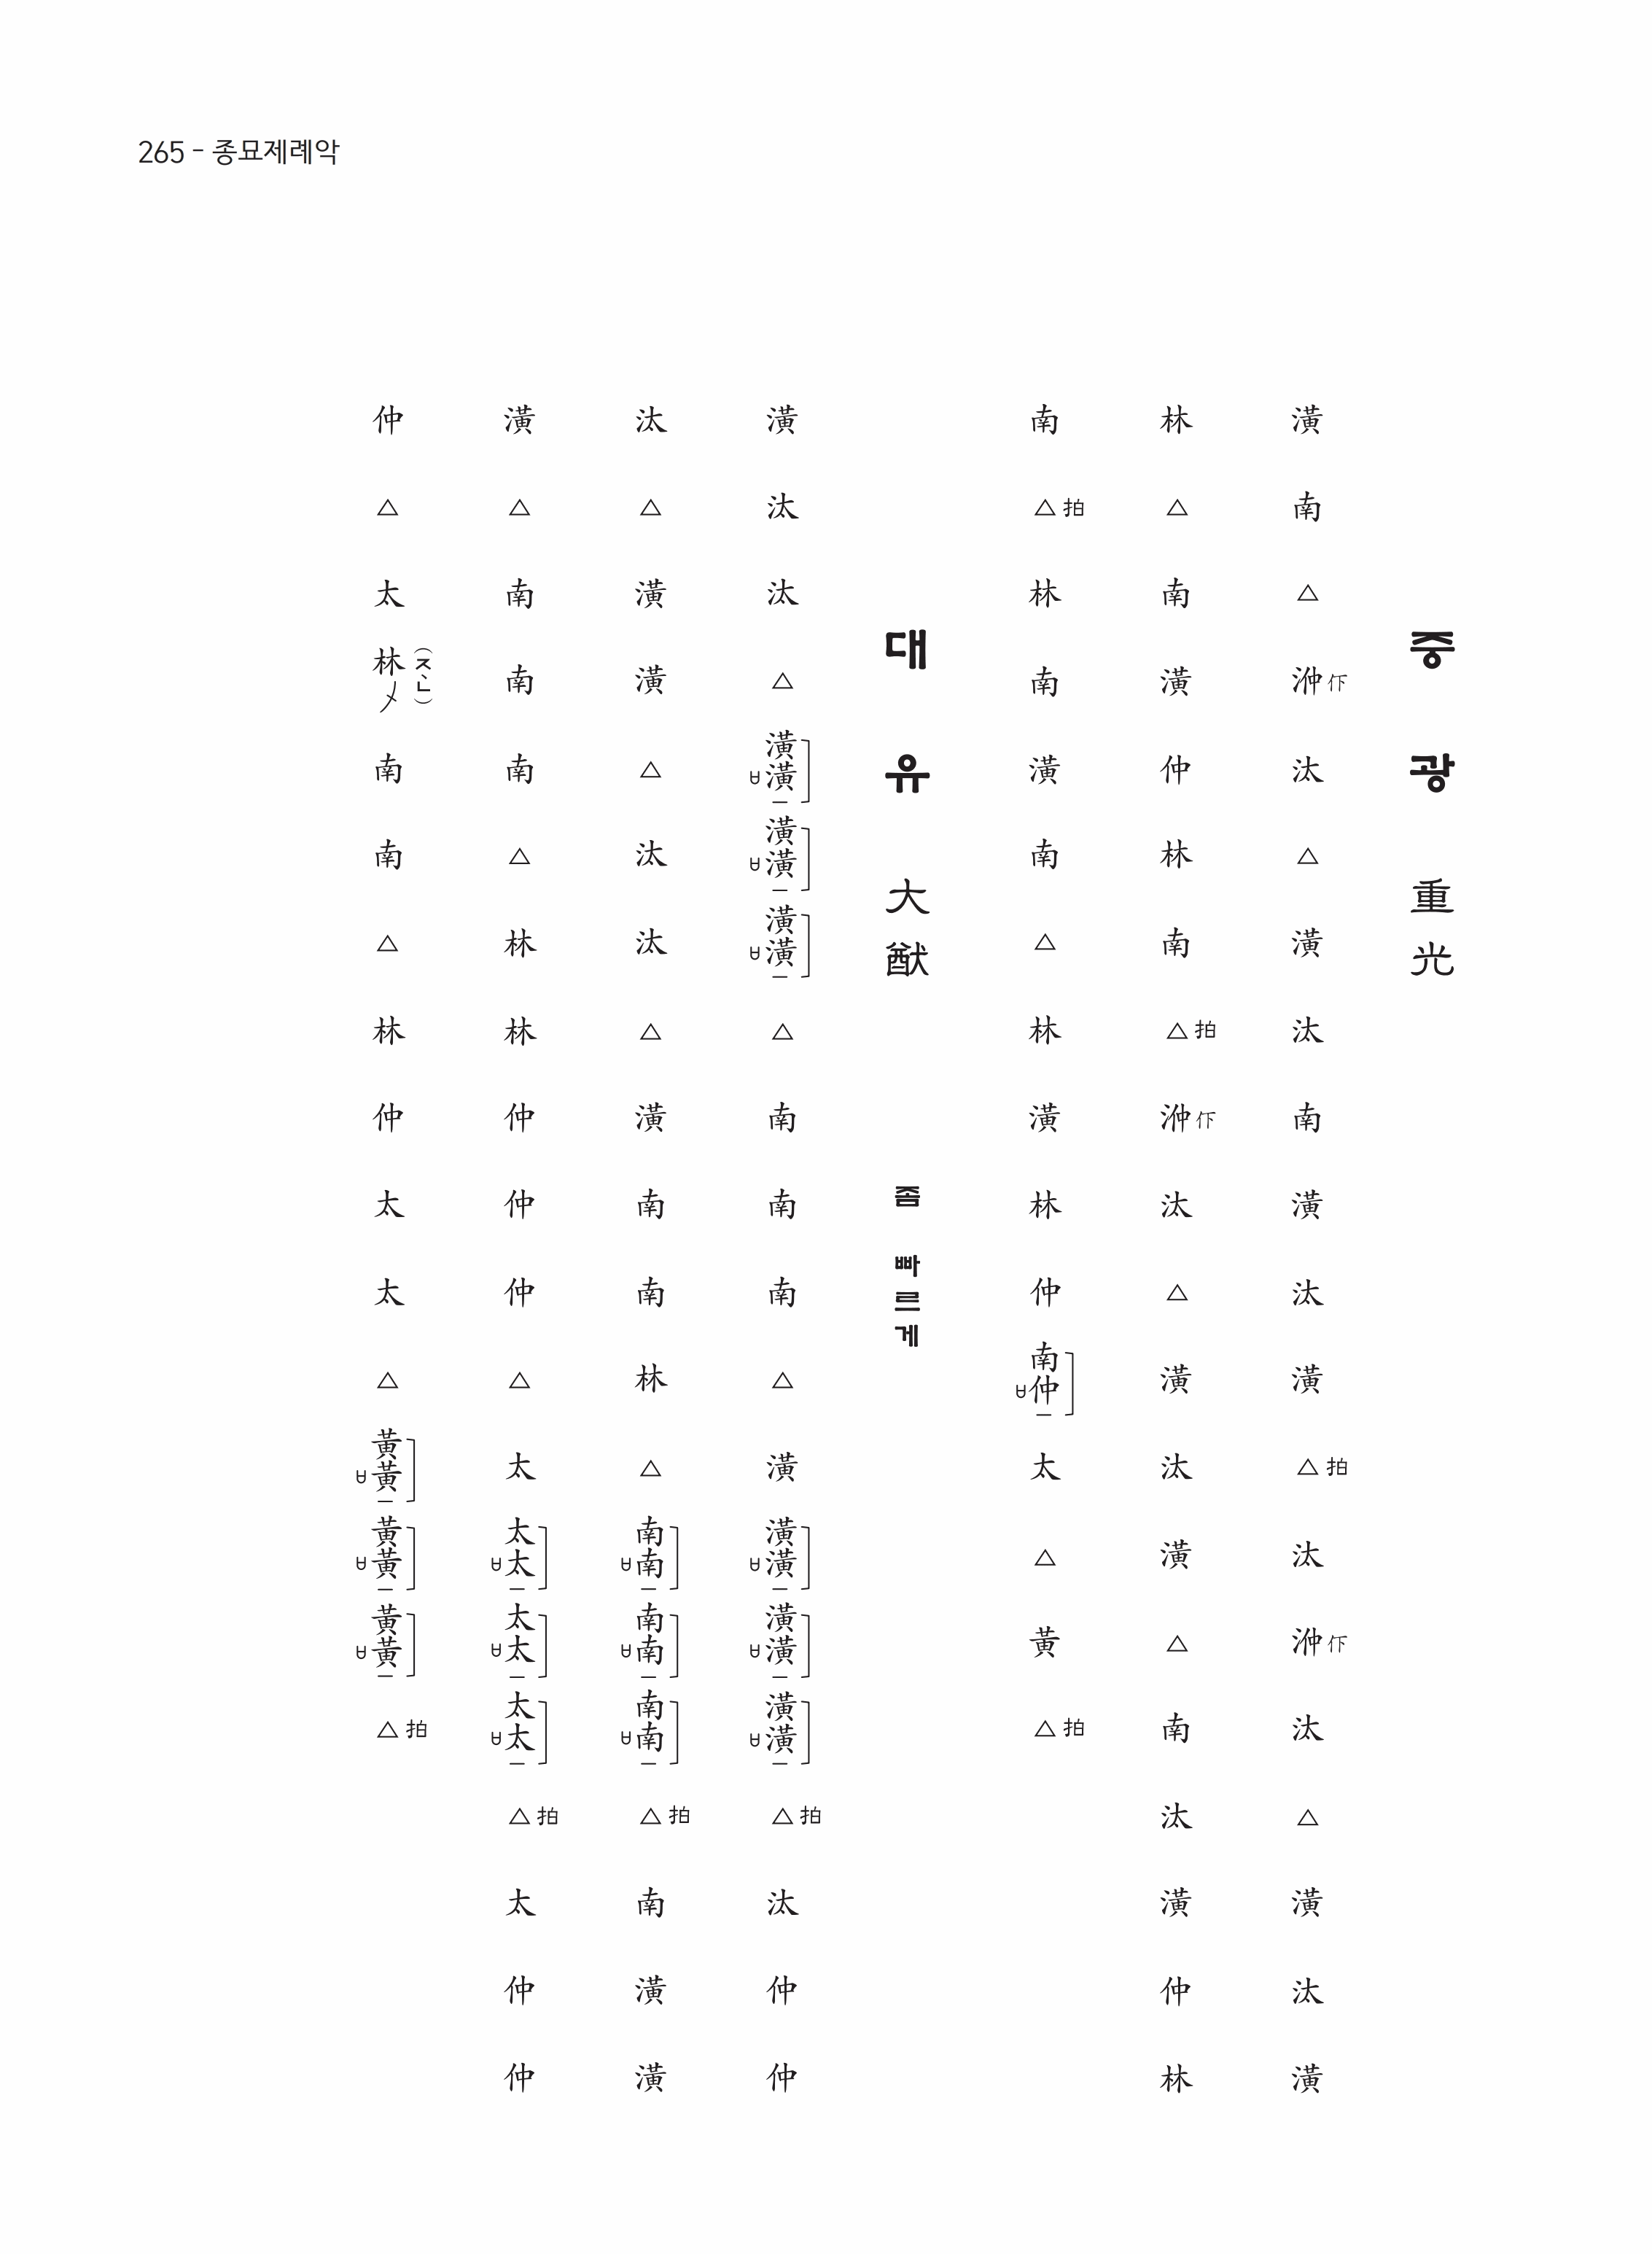 265 - 종묘제례악
중 광 重光
潢 南 △ 㳞 㐲 汰 △ 潢 汰 南 潢 汰 潢 △ 拍 汰 㳞 㐲 汰 △ 潢 汰 潢
林 △ 南 潢 仲 林 南 △ 拍 㳞 㐲 汰 △ 潢 汰 潢 △ 南 汰 潢 仲 林
南 △ 拍 林 南 潢 南 △ 林 潢 林 仲 南 ㅂ仲 太 △ 黃 △ 拍
대 유 大猷 좀 빠르게
潢 汰 汰 △ 潢 ㅂ潢 潢 ㅂ潢 潢 ㅂ潢 △ 南 南 南 △ 潢 潢 ㅂ潢 潢 ㅂ潢 潢 ㅂ潢 △ 拍 汰 仲 仲
汰 △ 潢 潢 △ 汰 汰 △ 潢 南 南 林 △ 南 ㅂ南 南 ㅂ南 南 ㅂ南 △ 拍 南 潢 潢
潢 △ 南 南 南 △ 林 林 仲 仲 仲 △ 太 太 ㅂ太 太 ㅂ太 太 ㅂ太 △ 拍 太 仲 仲
仲 △ 太 林 (ᄌᆞᆫ) 南 南 △ 林 仲 太 太 △ 黃 ㅂ黃 黃 ㅂ黃 黃 ㅂ黃 △ 拍